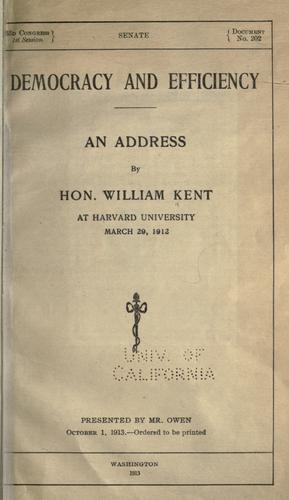 63D CONGRESS
1st Session
SENATE
DOCUMENT
No. 202
DEMOCRACY AND EFFICIENCY
AN ADDRESS
By
HON. WILLIAM KENT
AT HARVARD UNIVERSITY
MARCH 29, 1912
UNIV. OF
CALIFORNIA
PRESENTED BY MR. OWEN
OCTOBER 1, 1913.—Ordered to be printed
WASHINGTON
1913